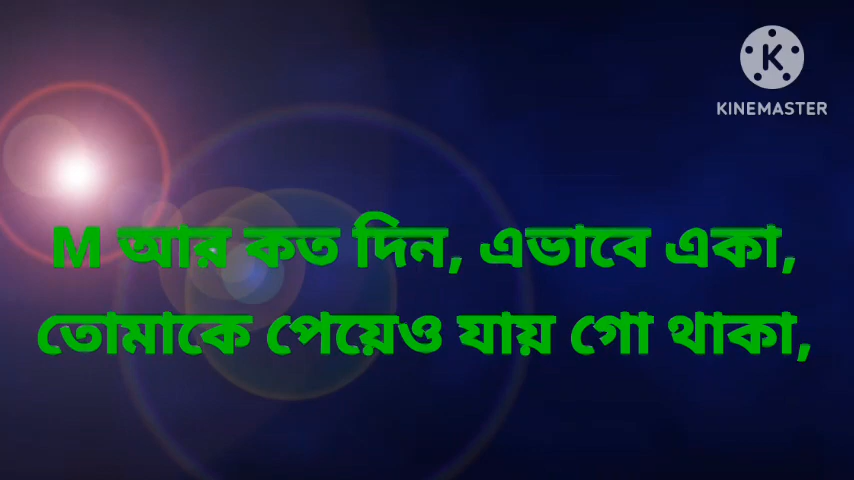 K
KINEMASTER
M আর কত দিন, এভাবে একা,
তোমাকে পেয়েও যায় গো থাকা,